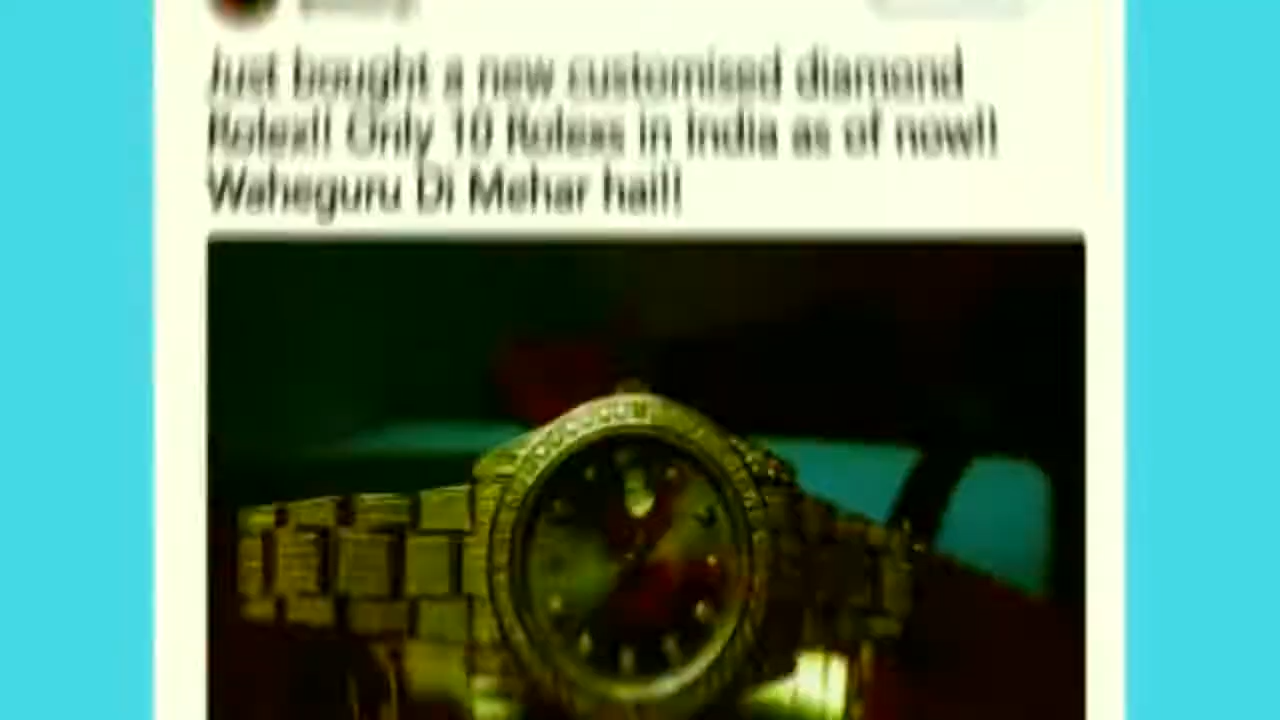 Just bought a new customised diamond
Rolex!! Only 10 Rolexs in India as of now!!
Waheguru Di Mehar hai!!